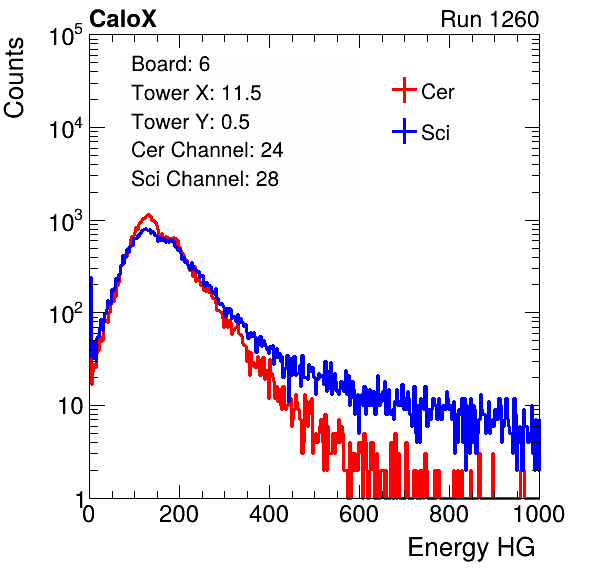 CaloX Run 1260
Counts
10^5
10^4
10^3
10^2
10
1
Board: 6
Tower X: 11.5
Tower Y: 0.5
Cer Channel: 24
Sci Channel: 28
Cer
Sci
0 200 400 600 800 1000
Energy HG